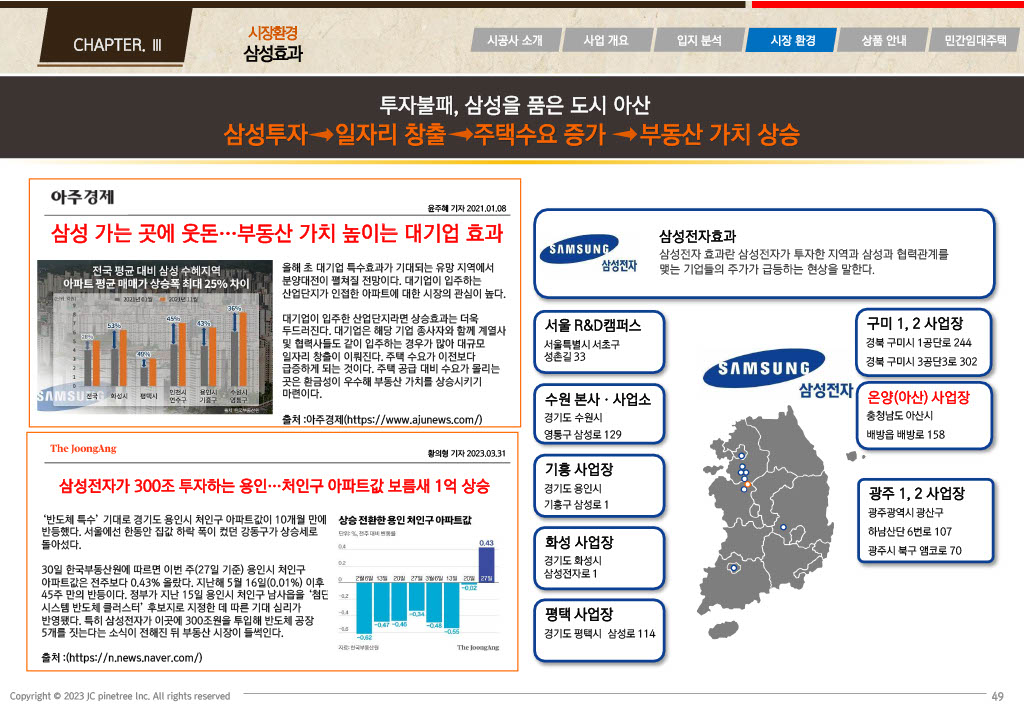 CHAPTER. Ⅲ
시장환경
삼성효과
시공사 소개
사업 개요
입지 분석
시장 환경
상품 안내
민간임대주택
투자불패, 삼성을 품은 도시 아산
삼성투자→일자리 창출→주택수요 증가 →부동산 가치 상승
아주경제
윤주혜 기자 2021.01.08
삼성 가는 곳에 웃돈…부동산 가치 높이는 대기업 효과
전국 평균 대비 삼성 수혜지역
아파트 평균 매매가 상승폭 최대 25% 차이
2021년 11월
9
8
7
6
5
4
3
2
1
0
28%
53%
49%
45%
43%
36%
전국
화성시
평택시
인천시
연수구
용인시
기흥구
수원시
영통구
SAMSUNG
올해 초 대기업 특수효과가 기대되는 유망 지역에서
분양대전이 펼쳐질 전망이다. 대기업이 입주하는
산업단지가 인접한 아파트에 대한 시장의 관심이 높다.
대기업이 입주한 산업단지라면 상승효과는 더욱
두드러진다. 대기업은 해당 기업 종사자와 함께 계열사
및 협력사들도 같이 입주하는 경우가 많아 대규모
일자리 창출이 이뤄진다. 주택 수요가 이전보다
급증하게 되는 것이다. 주택 공급 대비 수요가 몰리는
곳은 환금성이 우수해 부동산 가치를 상승시키기
마련이다.
출처 :아주경제(https://www.ajunews.com/)
The JoongAng
황의영 기자 2023.03.31
삼성전자가 300조 투자하는 용인…처인구 아파트값 보름새 1억 상승
‘반도체 특수’ 기대로 경기도 용인시 처인구 아파트값이 10개월 만에
반등했다. 서울에선 한동안 집값 하락 폭이 컸던 강동구가 상승세로
돌아섰다.
30일 한국부동산원에 따르면 이번 주(27일 기준) 용인시 처인구
아파트값은 전주보다 0.43% 올랐다. 지난해 5월 16일(0.01%) 이후
45주 만의 반등이다. 정부가 지난 15일 용인시 처인구 남사읍을 ‘첨단
시스템 반도체 클러스터’ 후보지로 지정한 데 따른 기대 심리가
반영됐다. 특히 삼성전자가 이곳에 300조원을 투입해 반도체 공장
5개를 짓는다는 소식이 전해진 뒤 부동산 시장이 들썩인다.
출처 :(https://n.news.naver.com/)
상승 전환한 용인 처인구 아파트값
단위: %, 전주 대비 변동률
0.43
0.4
0.2
0
-0.2
-0.4
-0.6
2월6일 13일 20일 27일 3월6일 13일 20일 27일
-0.62
-0.47
-0.46
-0.34
-0.48
-0.55
-0.02
자료: 한국부동산원
The JoongAng
SAMSUNG
삼성전자
삼성전자효과
삼성전자 효과란 삼성전자가 투자한 지역과 삼성과 협력관계를
맺는 기업들의 주가가 급등하는 현상을 말한다.
서울 R&D캠퍼스
서울특별시 서초구
성촌길 33
수원 본사ㆍ사업소
경기도 수원시
영통구 삼성로 129
기흥 사업장
경기도 용인시
기흥구 삼성로 1
화성 사업장
경기도 화성시
삼성전자로 1
평택 사업장
경기도 평택시 삼성로 114
SAMSUNG
삼성전자
구미 1, 2 사업장
경북 구미시 1공단로 244
경북 구미시 3공단3로 302
온양(아산) 사업장
충청남도 아산시
배방읍 배방로 158
광주 1, 2 사업장
광주광역시 광산구
하남산단 6번로 107
광주시 북구 앰코로 70
Copyright © 2023 JC pinetree Inc. All rights reserved
49